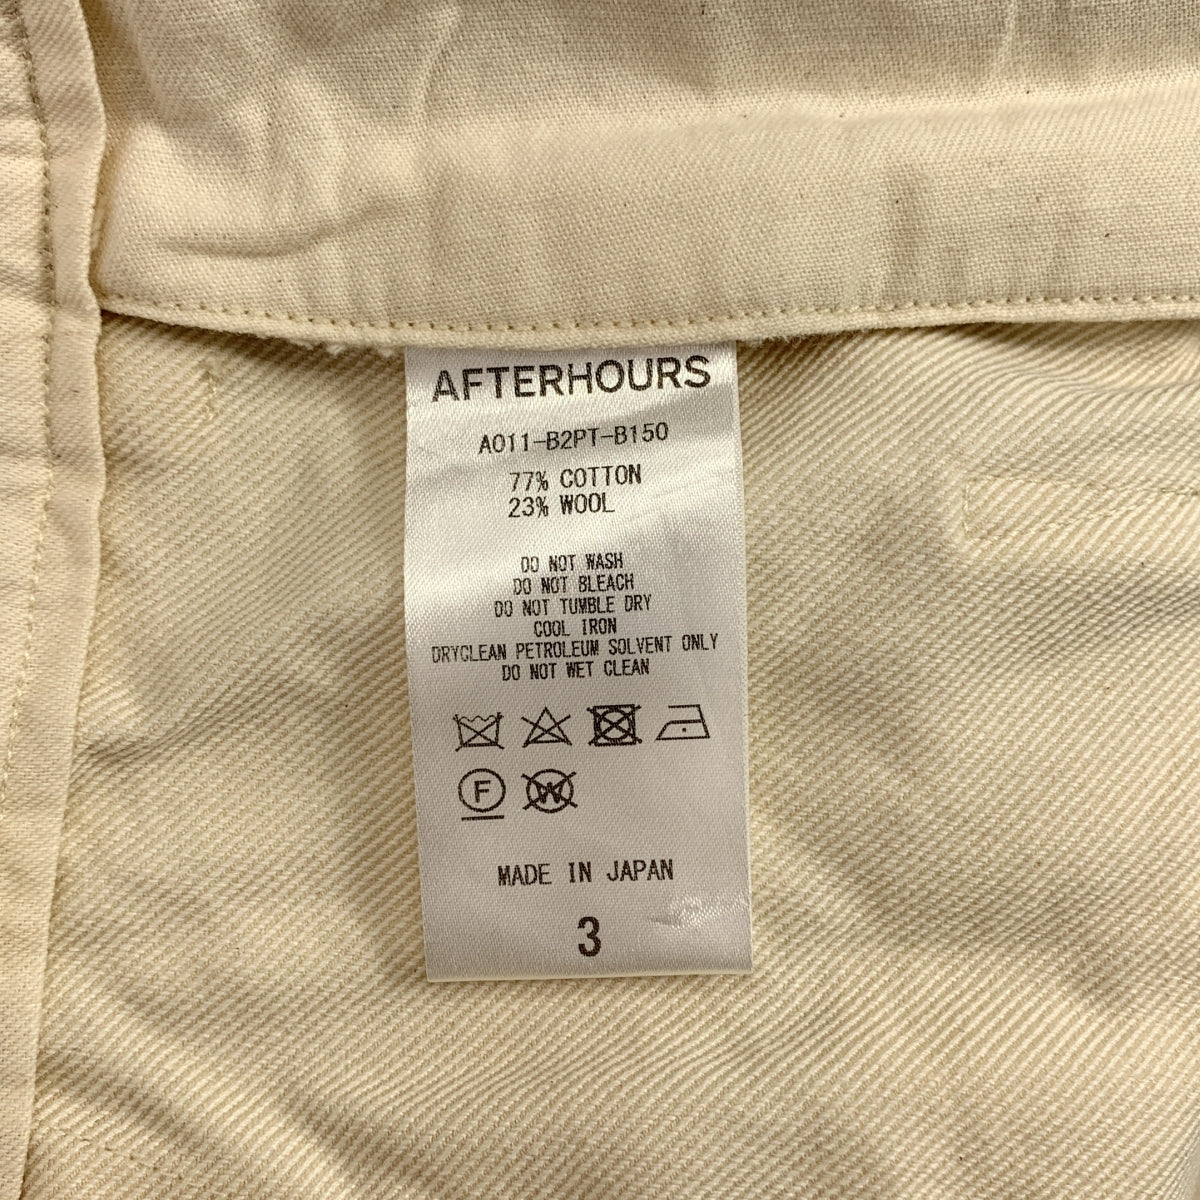 AFTERHOURS
A011-B2PT-B150
77% COTTON
23% WOOL
DO NOT WASH
DO NOT BLEACH
DO NOT TUMBLE DRY
COOL IRON
DRYCLEAN PETROLEUM SOLVENT ONLY
DO NOT WET CLEAN
F W
MADE IN JAPAN
3